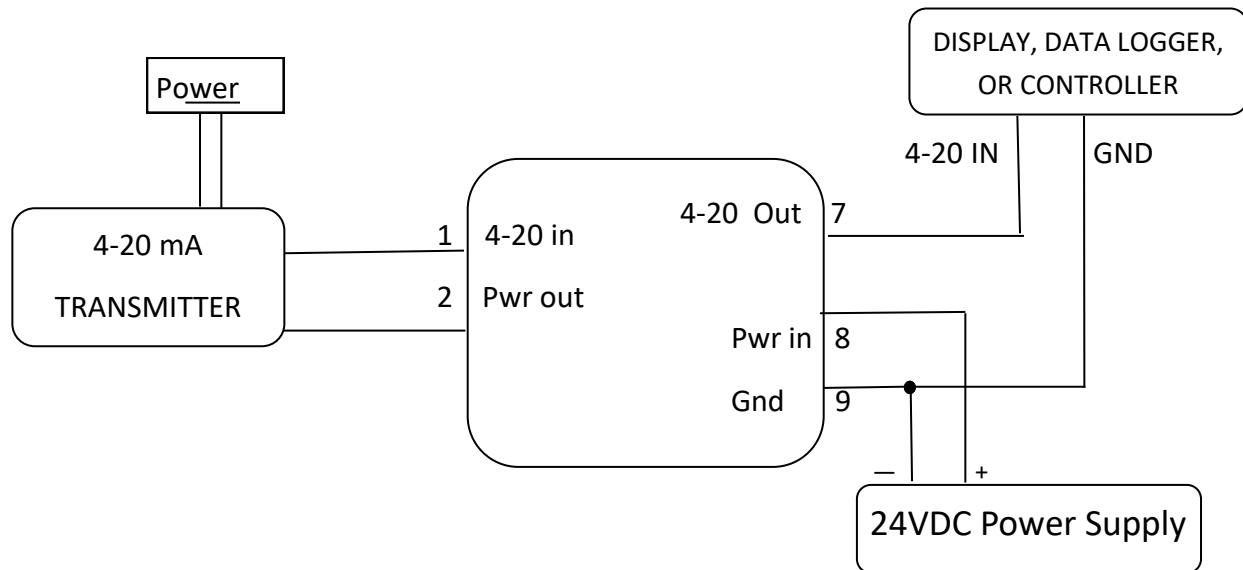 DISPLAY, DATA LOGGER,
OR CONTROLLER
Power
4-20 IN
GND
4-20 mA
TRANSMITTER
1
4-20 in
2
Pwr out
4-20 Out
7
Pwr in
8
Gnd
9
—
+
24VDC Power Supply